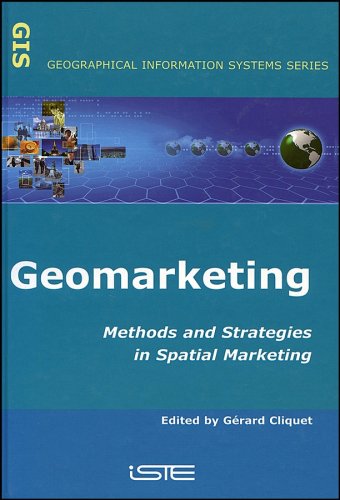 GIS
GEOGRAPHICAL INFORMATION SYSTEMS SERIES
Geomarketing
Methods and Strategies
in Spatial Marketing
Edited by Gérard Cliquet
iSTE